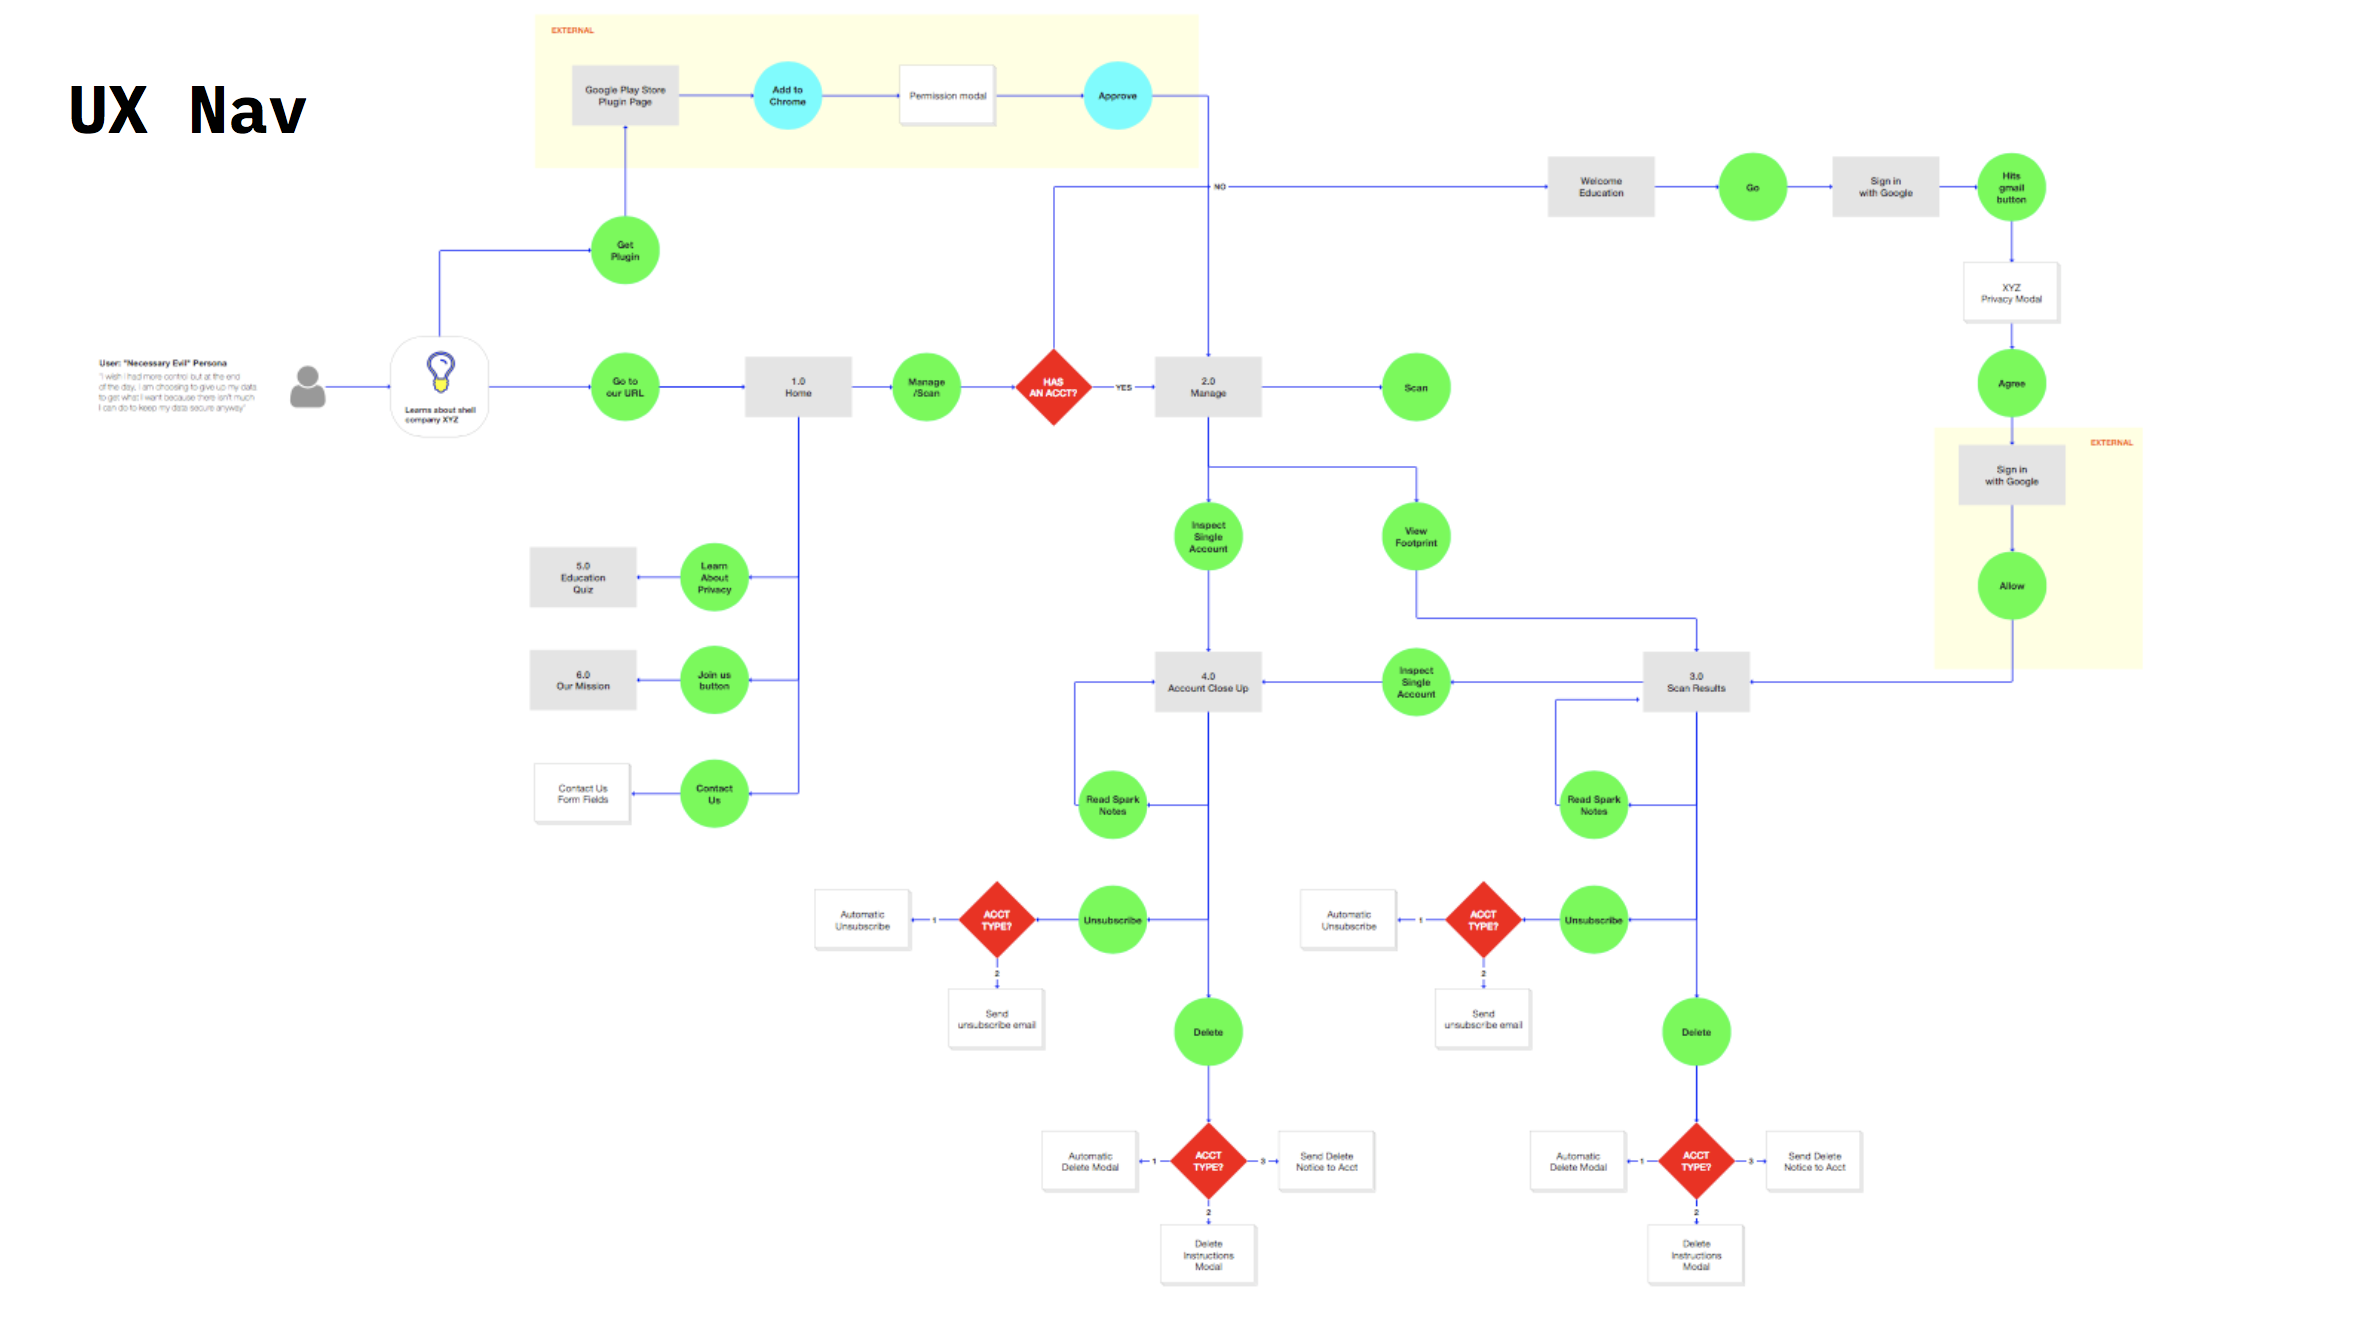 UX Nav
EXTERNAL
Google Play Store
Plugin Page
Add to
Chrome
Permission modal
Approve
NO
Welcome
Education
Go
Sign in
with Google
Hits
gmail
button
Get
Plugin
XYZ
Privacy Modal
User: "Necessary Evil" Persona
"I wish I had more control but at the end
of the day, I am choosing to give up my data
to get what I want because there isn't much
I can do to keep my data secure anyway"
Learns about shell
company XYZ
Go to
our URL
1.0
Home
Manage
/Scan
HAS
AN ACCT?
YES
2.0
Manage
Scan
Agree
EXTERNAL
Sign in
with Google
Inspect
Single
Account
View
Footprint
Allow
5.0
Education
Quiz
Learn
About
Privacy
6.0
Our Mission
Join us
button
4.0
Account Close Up
Inspect
Single
Account
3.0
Scan Results
Contact Us
Form Fields
Contact
Us
Read Spark
Notes
Read Spark
Notes
Automatic
Unsubscribe
1
ACCT
TYPE?
Unsubscribe
2
Send
unsubscribe email
Automatic
Unsubscribe
1
ACCT
TYPE?
Unsubscribe
2
Send
unsubscribe email
Delete
Delete
Automatic
Delete Modal
1
ACCT
TYPE?
3
Send Delete
Notice to Acct
2
Delete
Instructions
Modal
Automatic
Delete Modal
1
ACCT
TYPE?
3
Send Delete
Notice to Acct
2
Delete
Instructions
Modal